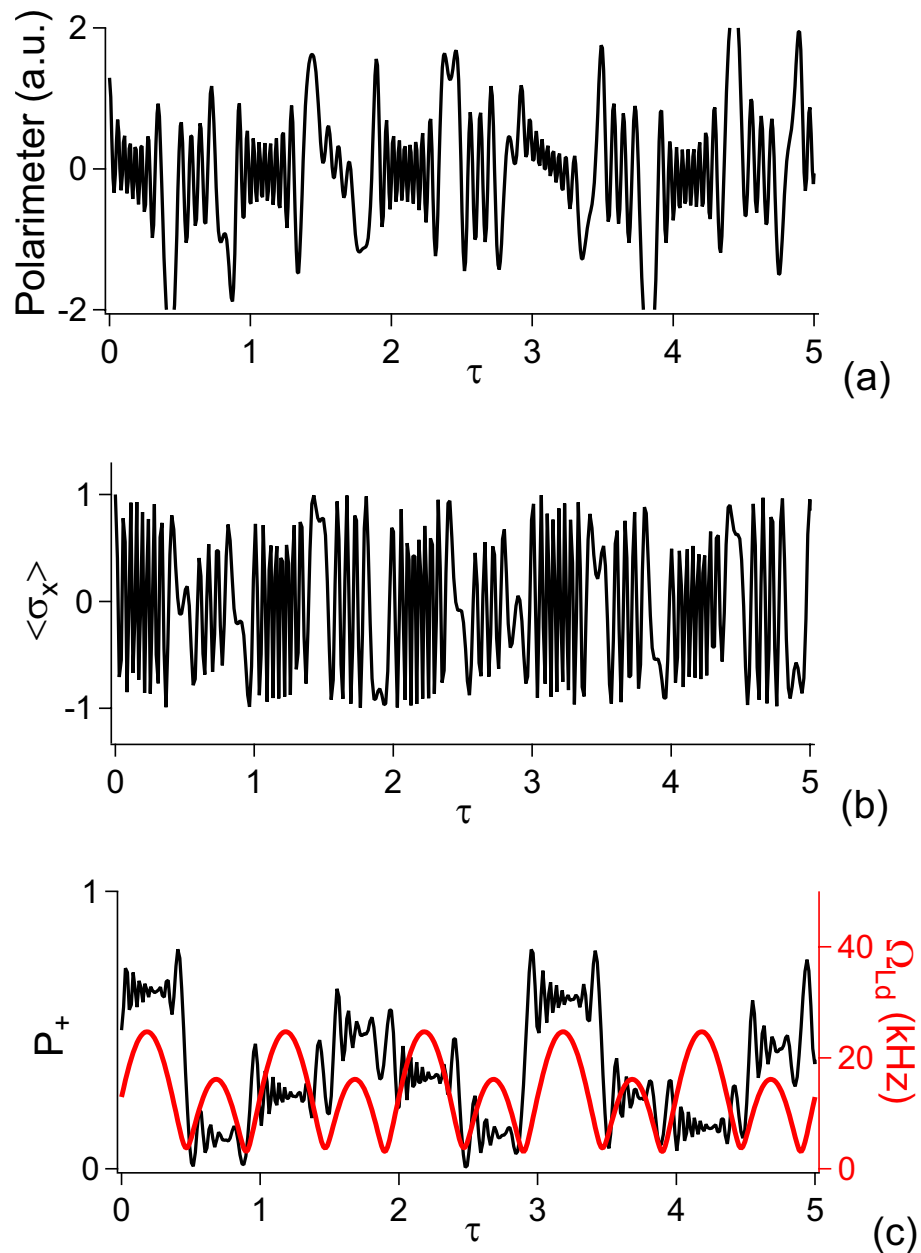 Polarimeter (a.u.)
2
0
-2
0 1 2 3 4 5
τ
(a)
<σx>
1
0
-1
0 1 2 3 4 5
τ
(b)
P+
1
0
0 1 2 3 4 5
τ
40
20
0
ΩLd (kHz)
(c)